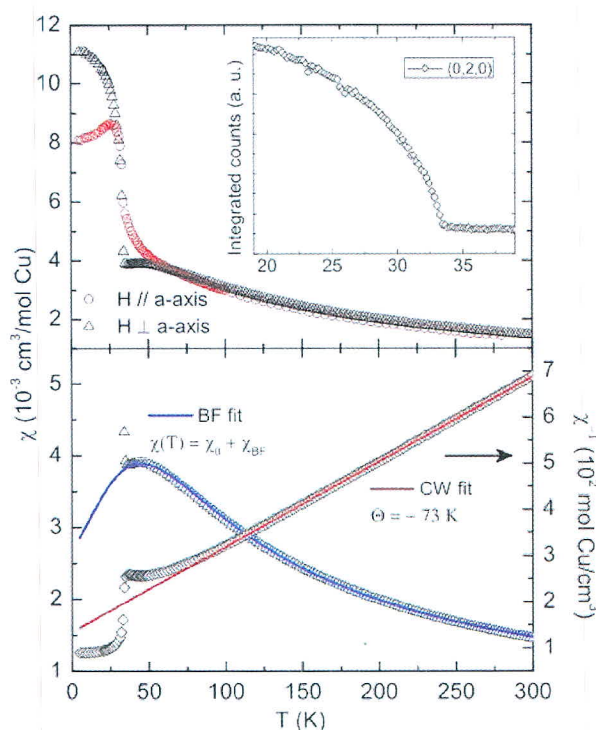 12
10
8
6
4
2
χ (10⁻³ cm³/mol Cu)
H // a-axis
H ⊥ a-axis
Integrated counts (a. u.)
(0,2,0)
20 25 30 35
5
4
3
2
1
BF fit
χ(T) = χ₀ + χ_BF
CW fit
Θ = − 73 K
7
6
5
4
3
2
1
χ⁻¹ (10² mol Cu/cm³)
0 50 100 150 200 250 300
T (K)